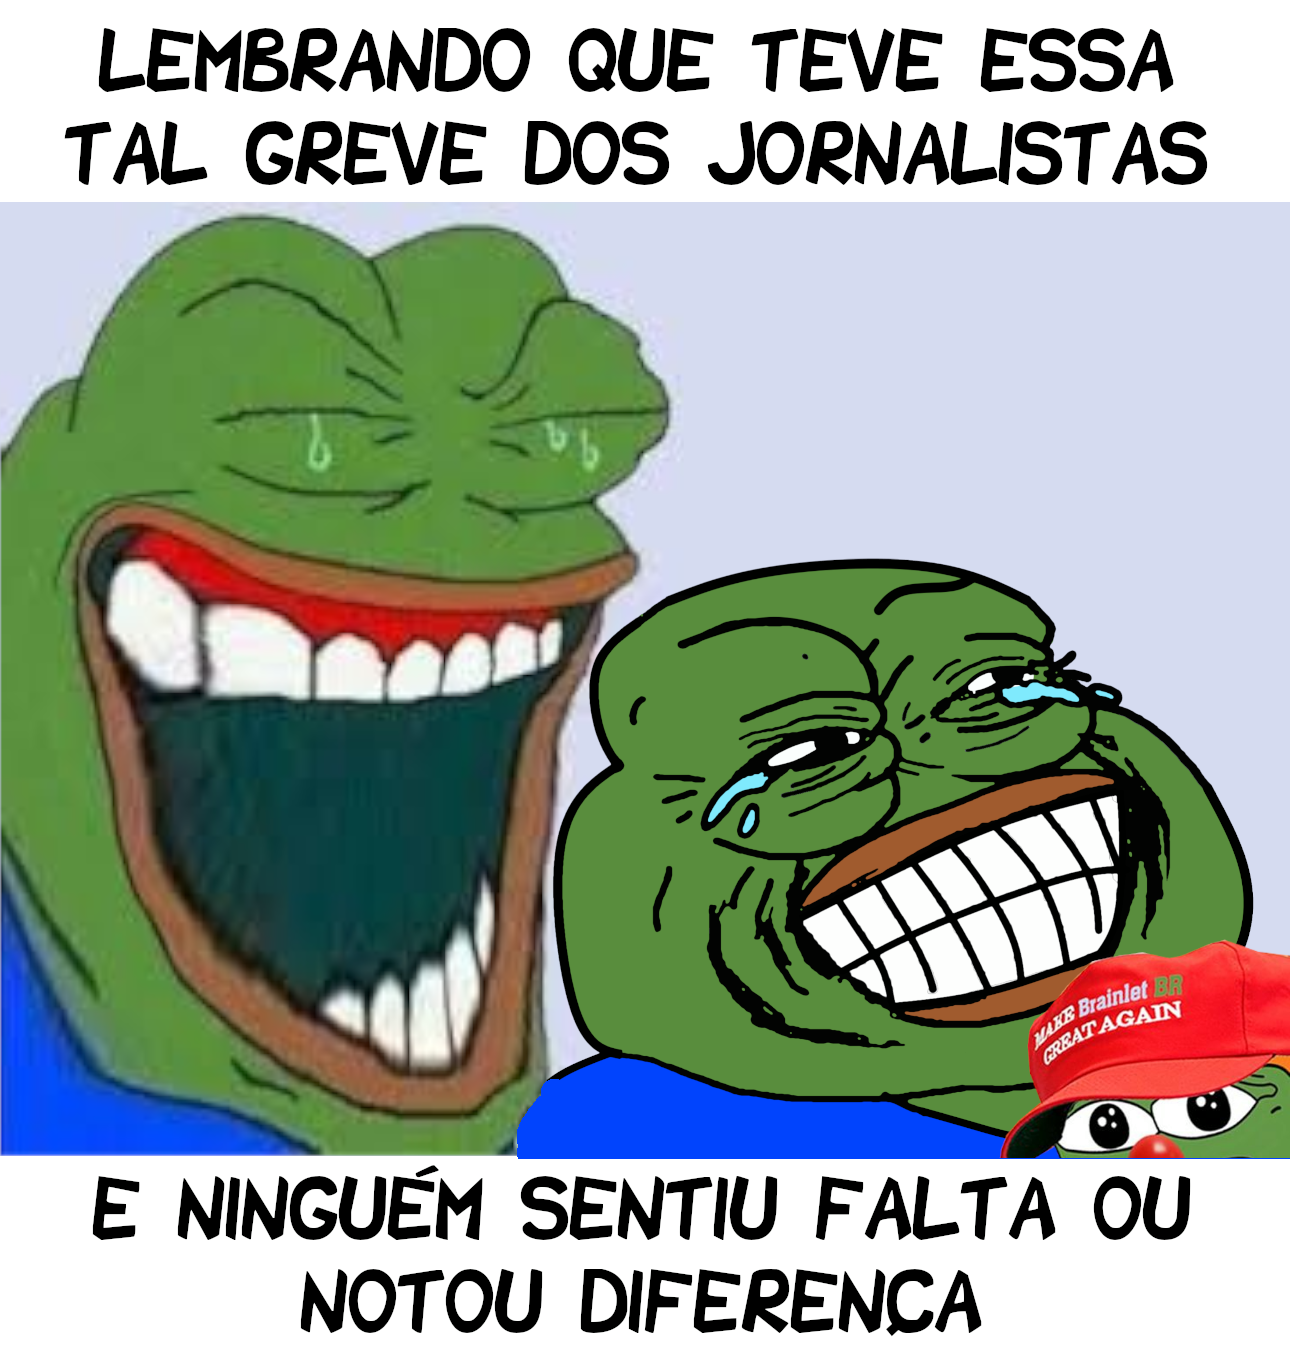 LEMBRANDO QUE TEVE ESSA
TAL GREVE DOS JORNALISTAS
MAKE Brainlet BR
GREAT AGAIN
E NINGUÉM SENTIU FALTA OU
NOTOU DIFERENÇA